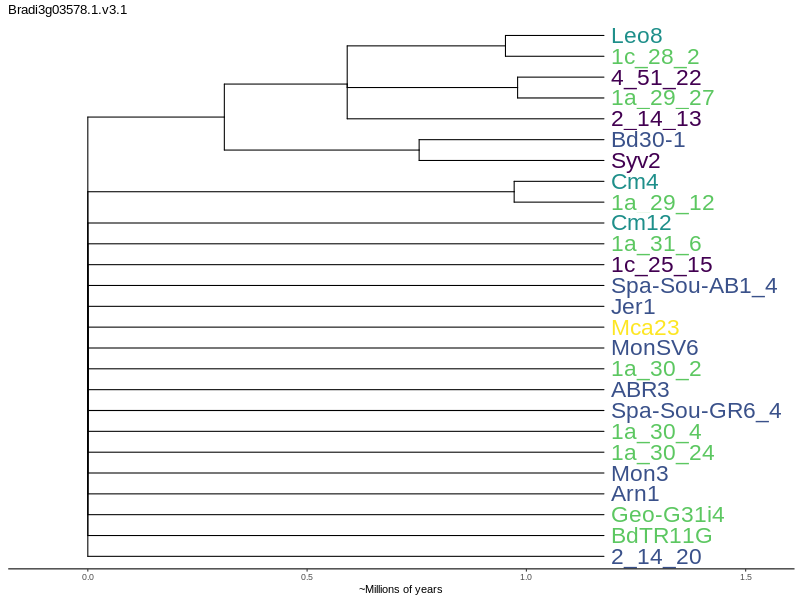 Bradi3g03578.1.v3.1
Leo8
1c_28_2
4_51_22
1a_29_27
2_14_13
Bd30-1
Syv2
Cm4
1a_29_12
Cm12
1a_31_6
1c_25_15
Spa-Sou-AB1_4
Jer1
Mca23
MonSV6
1a_30_2
ABR3
Spa-Sou-GR6_4
1a_30_4
1a_30_24
Mon3
Arn1
Geo-G31i4
BdTR11G
2_14_20
0.0 0.5 1.0 1.5
~Millions of years